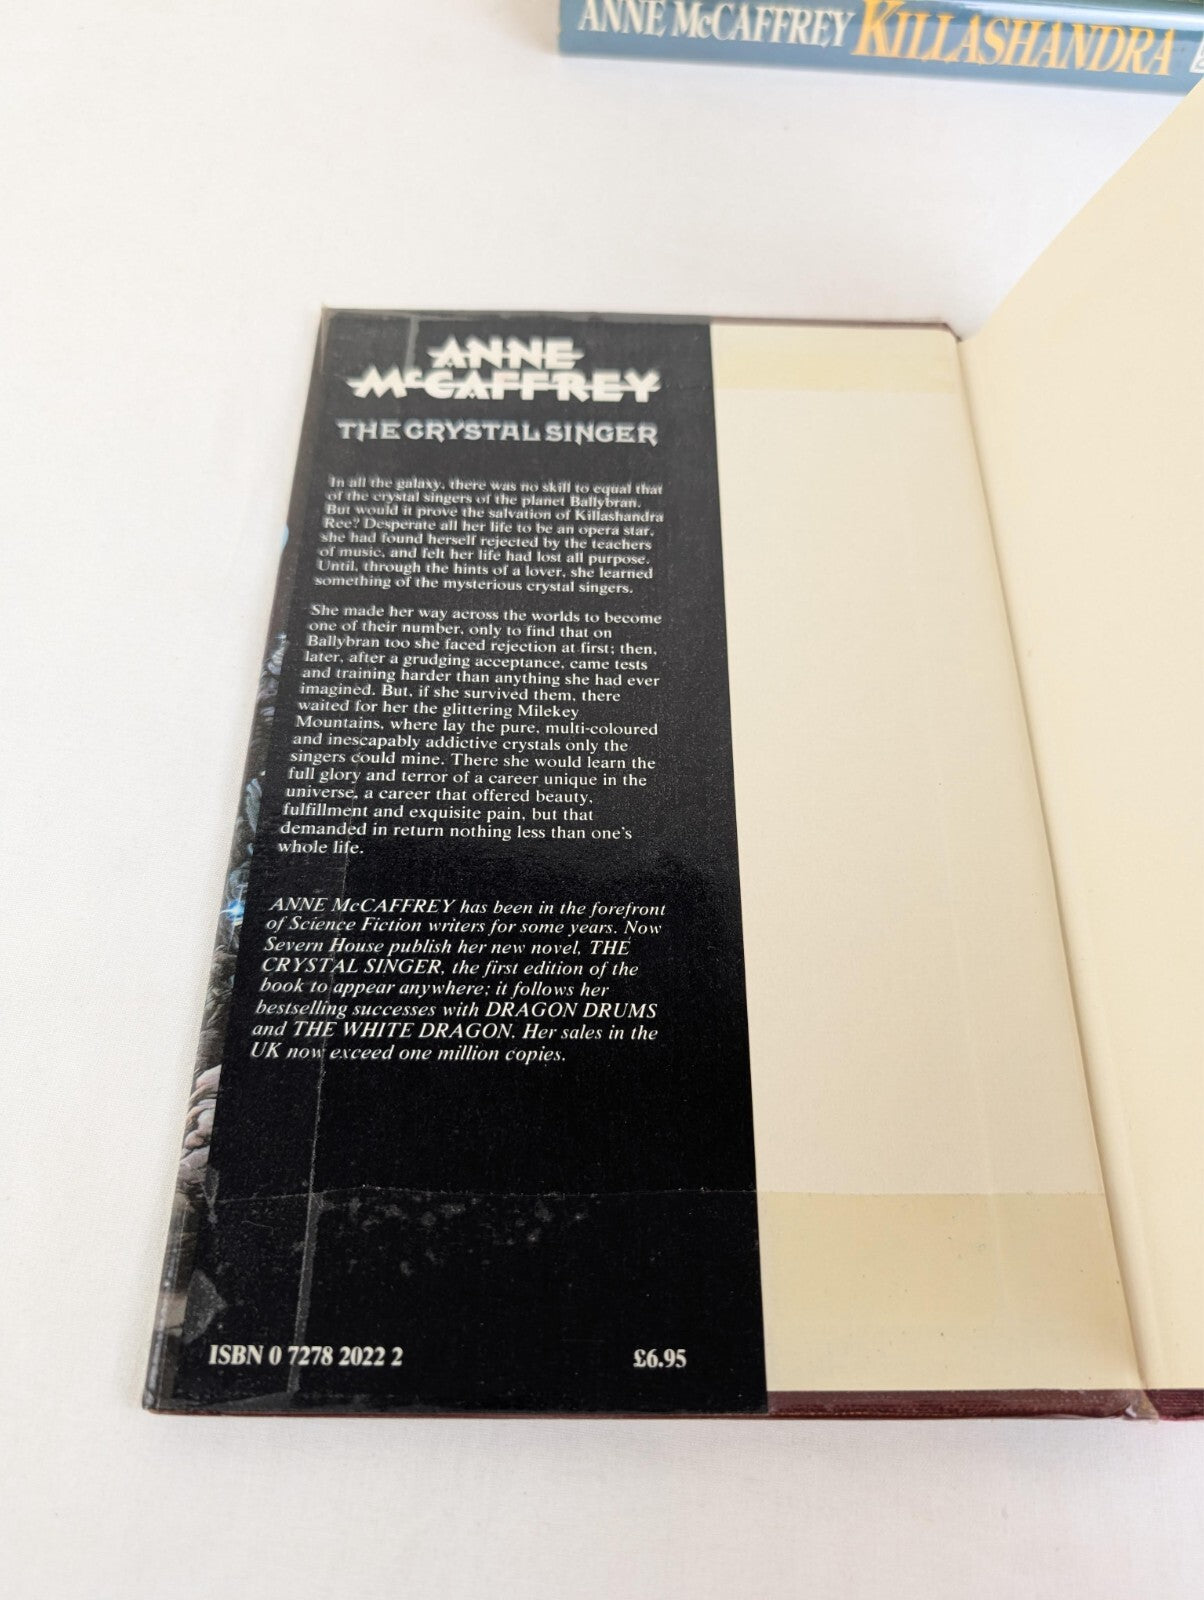 ANNE McCAFFREY KILLASHANDRA
ANNE
McCAFFREY
THE CRYSTAL SINGER
In all the galaxy, there was no skill to equal that
of the crystal singers of the planet Ballybran.
But would it prove the salvation of Killashandra
Ree? Desperate all her life to be an opera star,
she had found herself rejected by the teachers
of music, and felt her life had lost all purpose.
Until, through the hints of a lover, she learned
something of the mysterious crystal singers.
She made her way across the worlds to become
one of their number, only to find that on
Ballybran too she faced rejection at first; then,
later, after a grudging acceptance, came tests
and training harder than anything she had ever
imagined. But, if she survived them, there
waited for her the glittering Milekey
Mountains, where lay the pure, multi-coloured
and inescapably addictive crystals only the
singers could mine. There she would learn the
full glory and terror of a career unique in the
universe, a career that offered beauty,
fulfillment and exquisite pain, but that
demanded in return nothing less than one's
whole life.
ANNE McCAFFREY has been in the forefront
of Science Fiction writers for some years. Now
Severn House publish her new novel, THE
CRYSTAL SINGER, the first edition of the
book to appear anywhere; it follows her
bestselling successes with DRAGON DRUMS
and THE WHITE DRAGON. Her sales in the
UK now exceed one million copies.
ISBN 0 7278 2022 2 £6.95